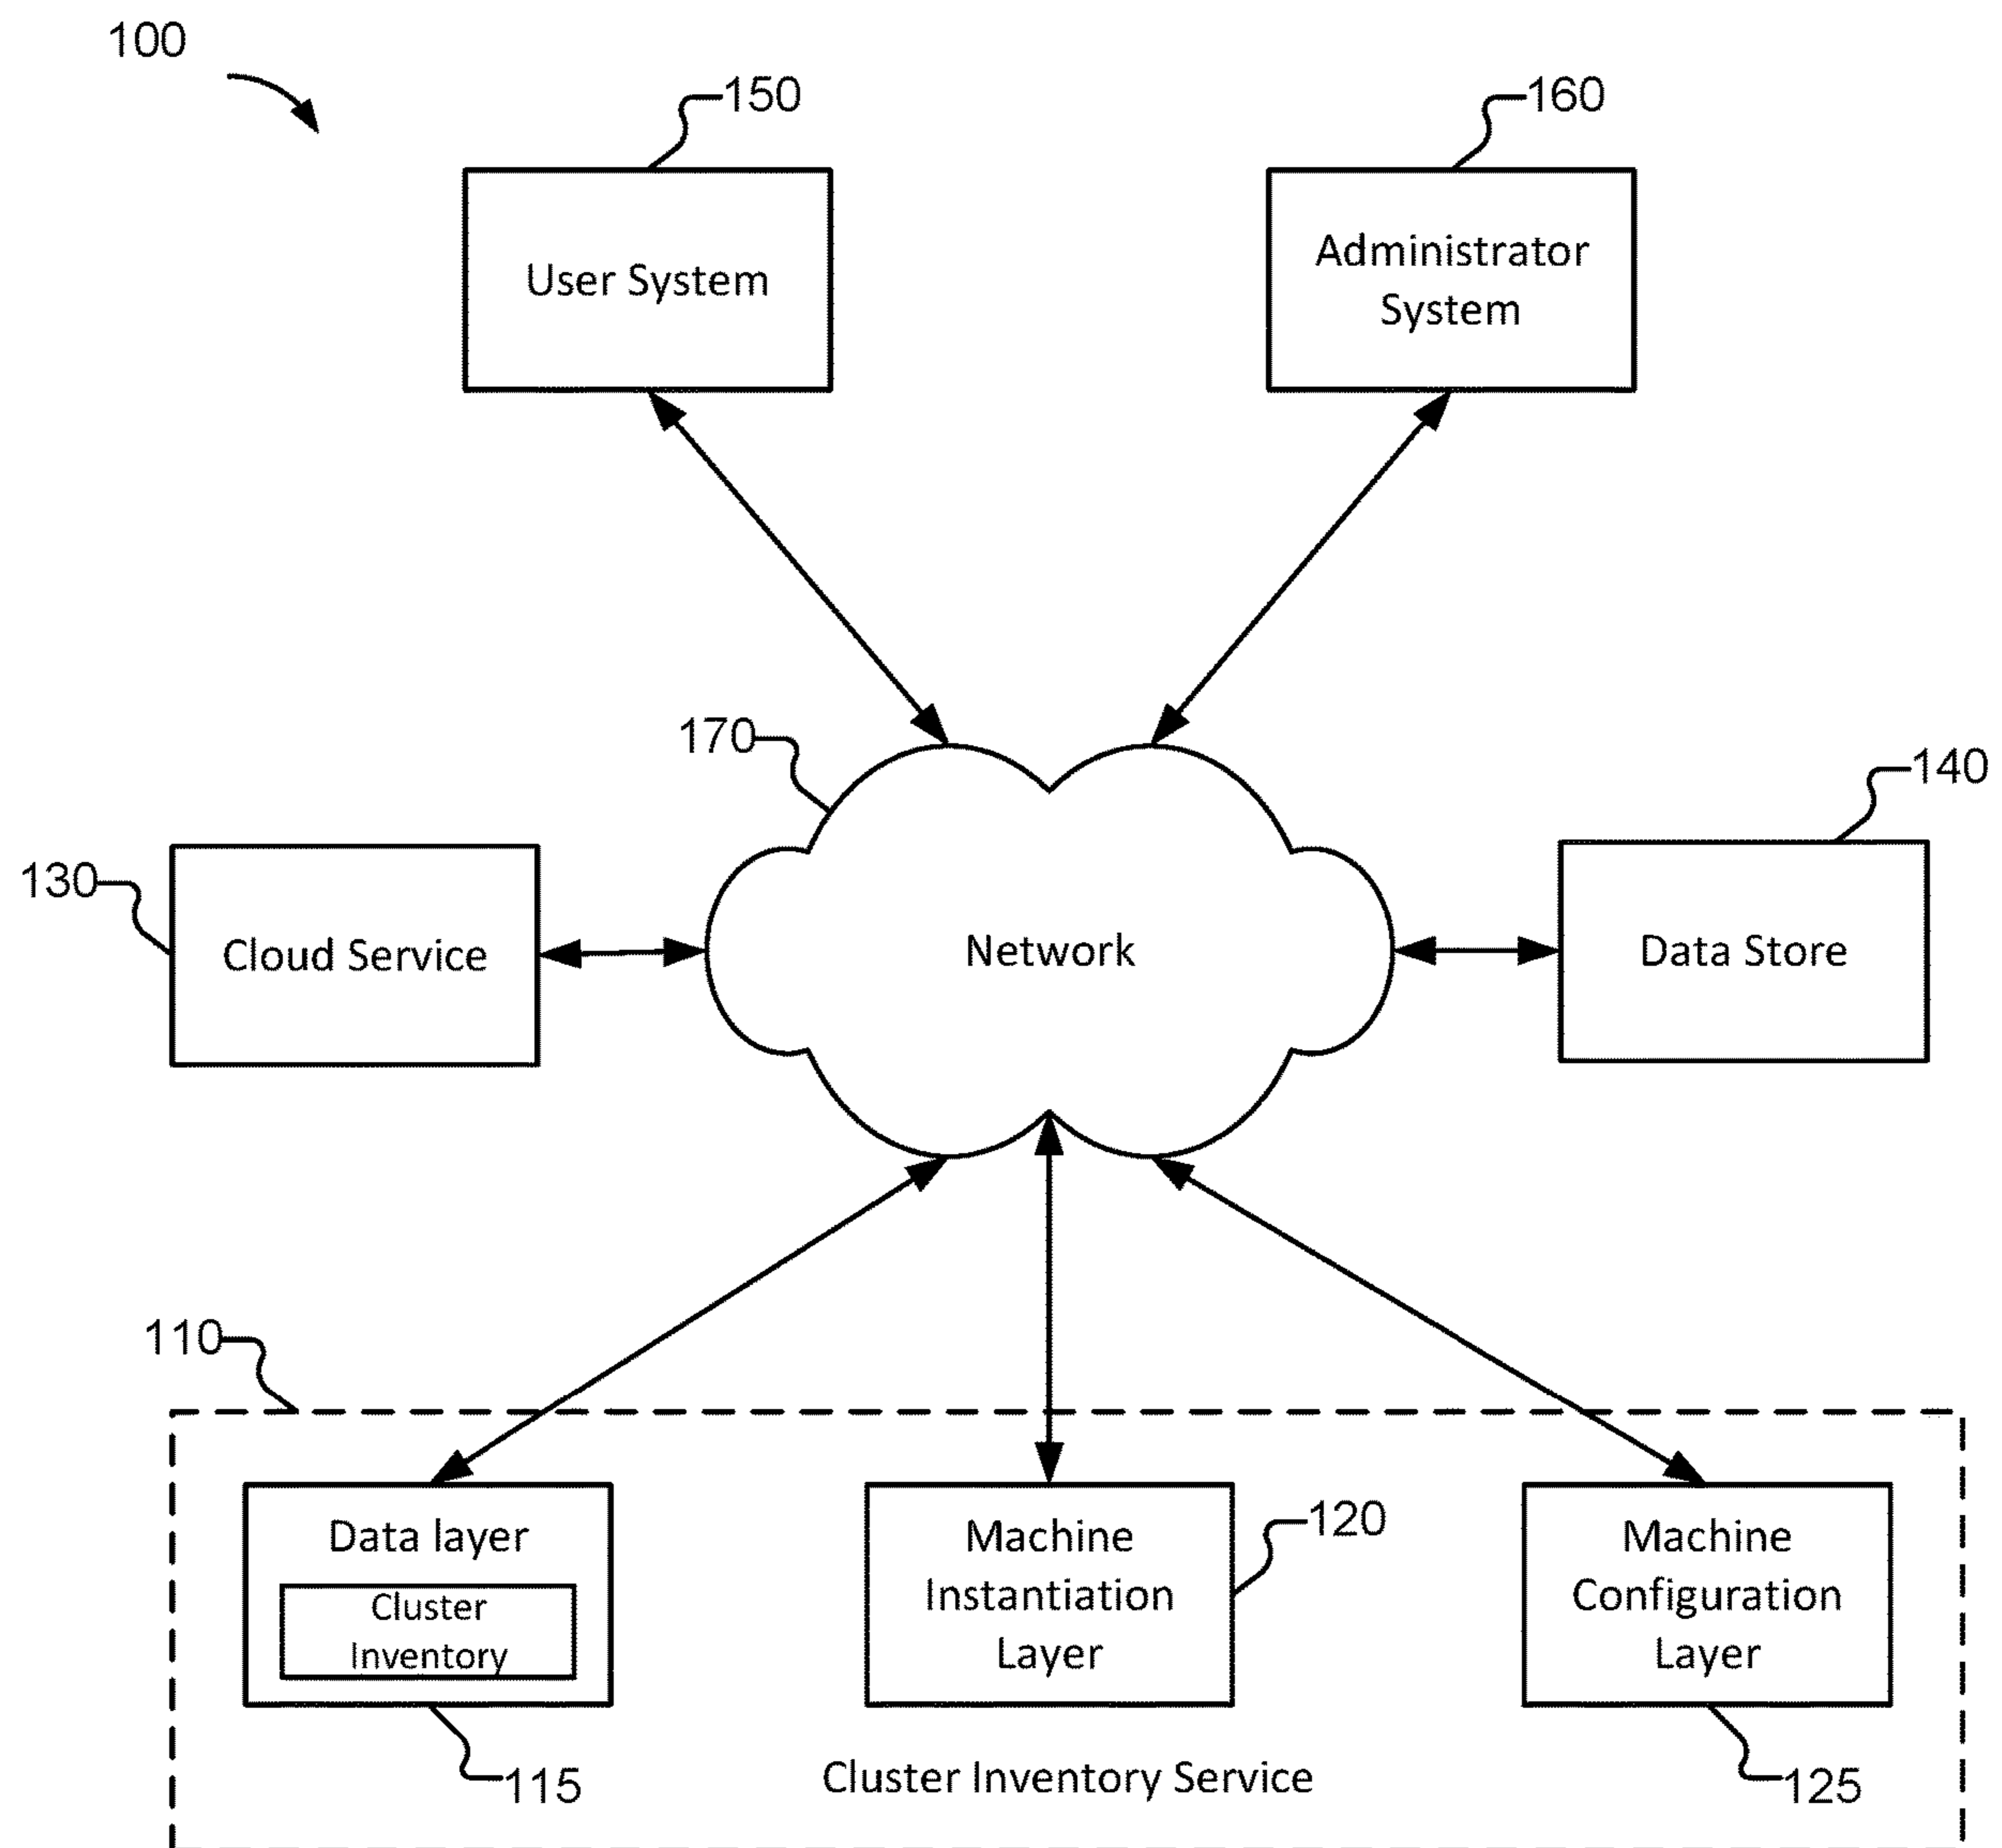 100
150
160
User System
Administrator
System
170
140
130
Cloud Service
Network
Data Store
110
Data layer
Cluster
Inventory
Machine
Instantiation
Layer
120
Machine
Configuration
Layer
115
Cluster Inventory Service
125